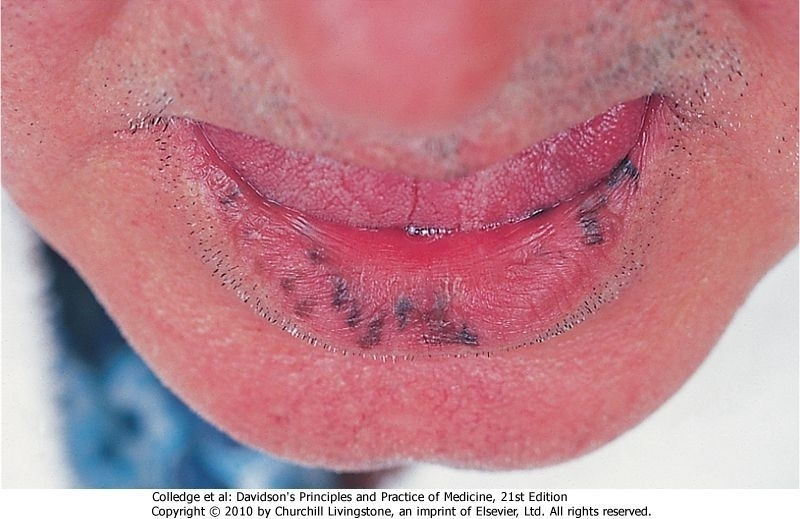 Colledge et al: Davidson's Principles and Practice of Medicine, 21st Edition
Copyright © 2010 by Churchill Livingstone, an imprint of Elsevier, Ltd. All rights reserved.